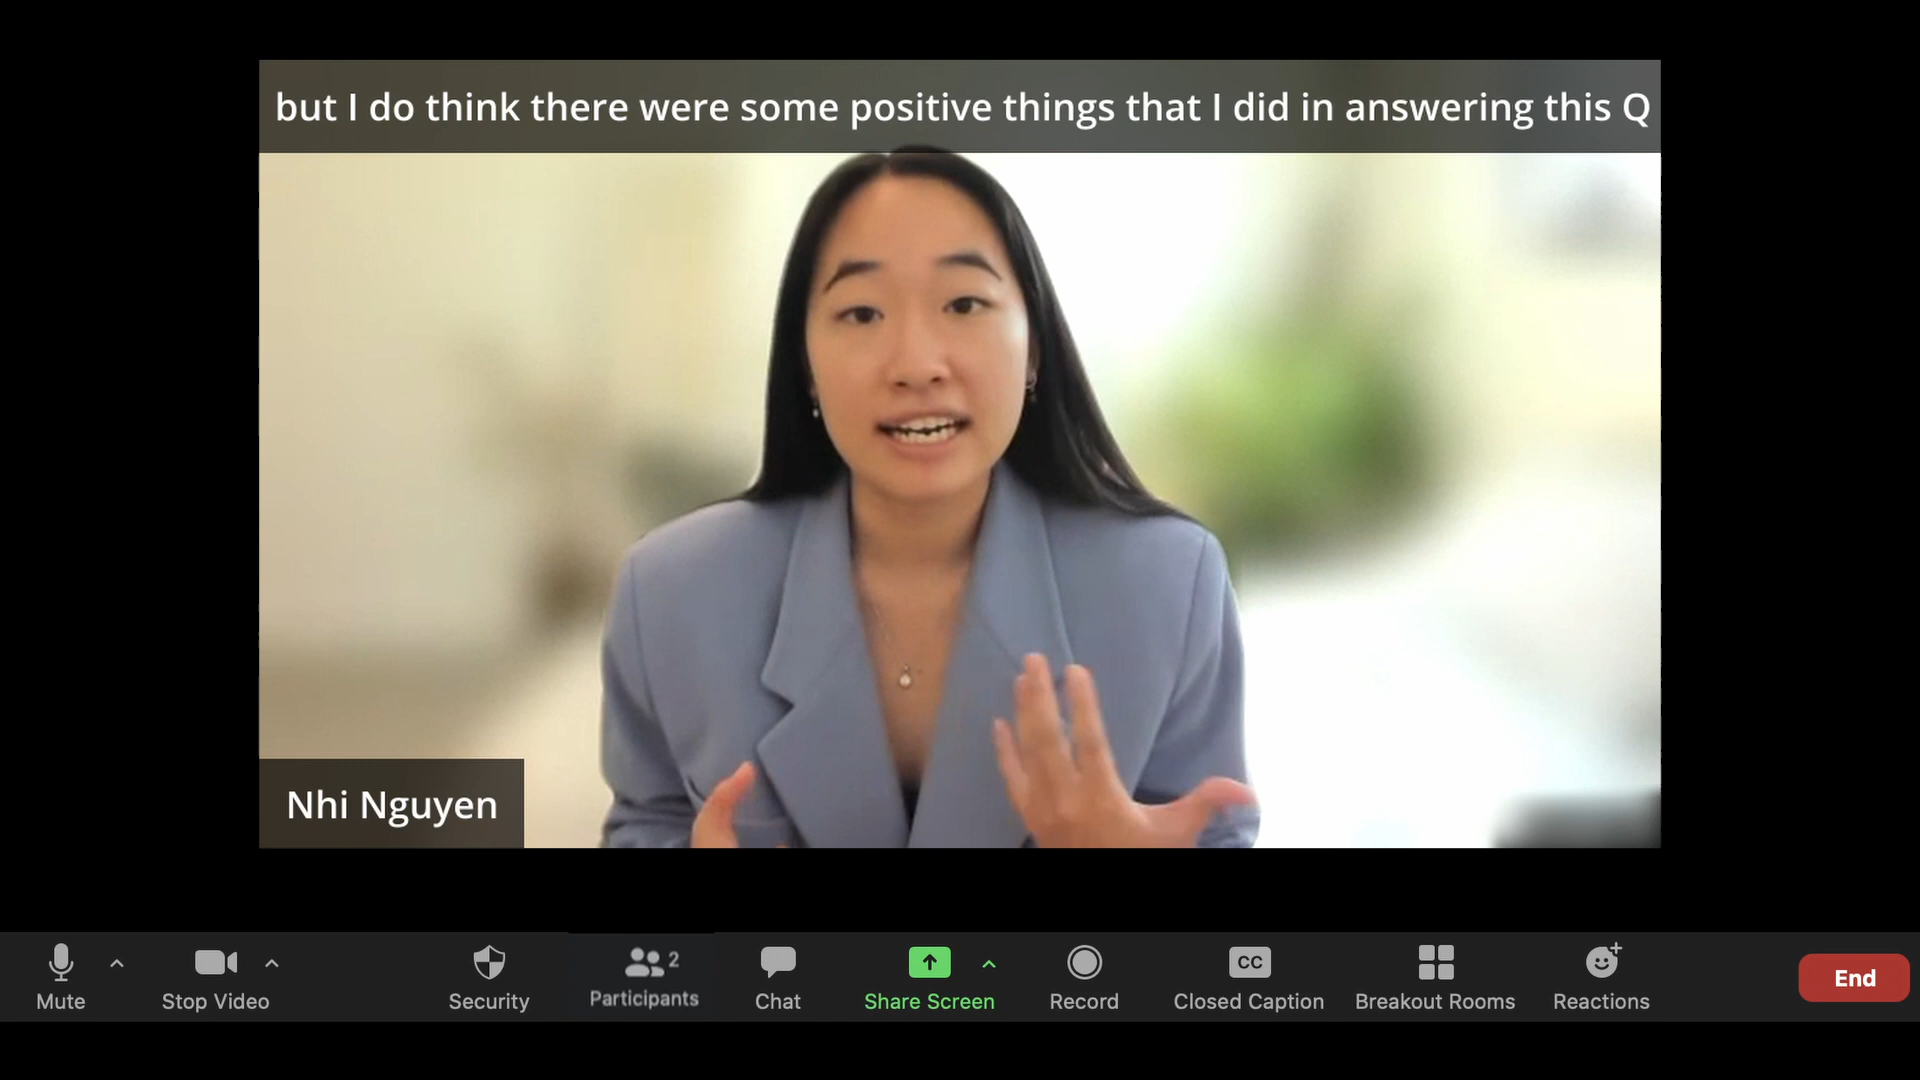 but I do think there were some positive things that I did in answering this Q
Nhi Nguyen
2
CC
Mute
Stop Video
Security
Participants
Chat
Share Screen
Record
Closed Caption
Breakout Rooms
Reactions
End